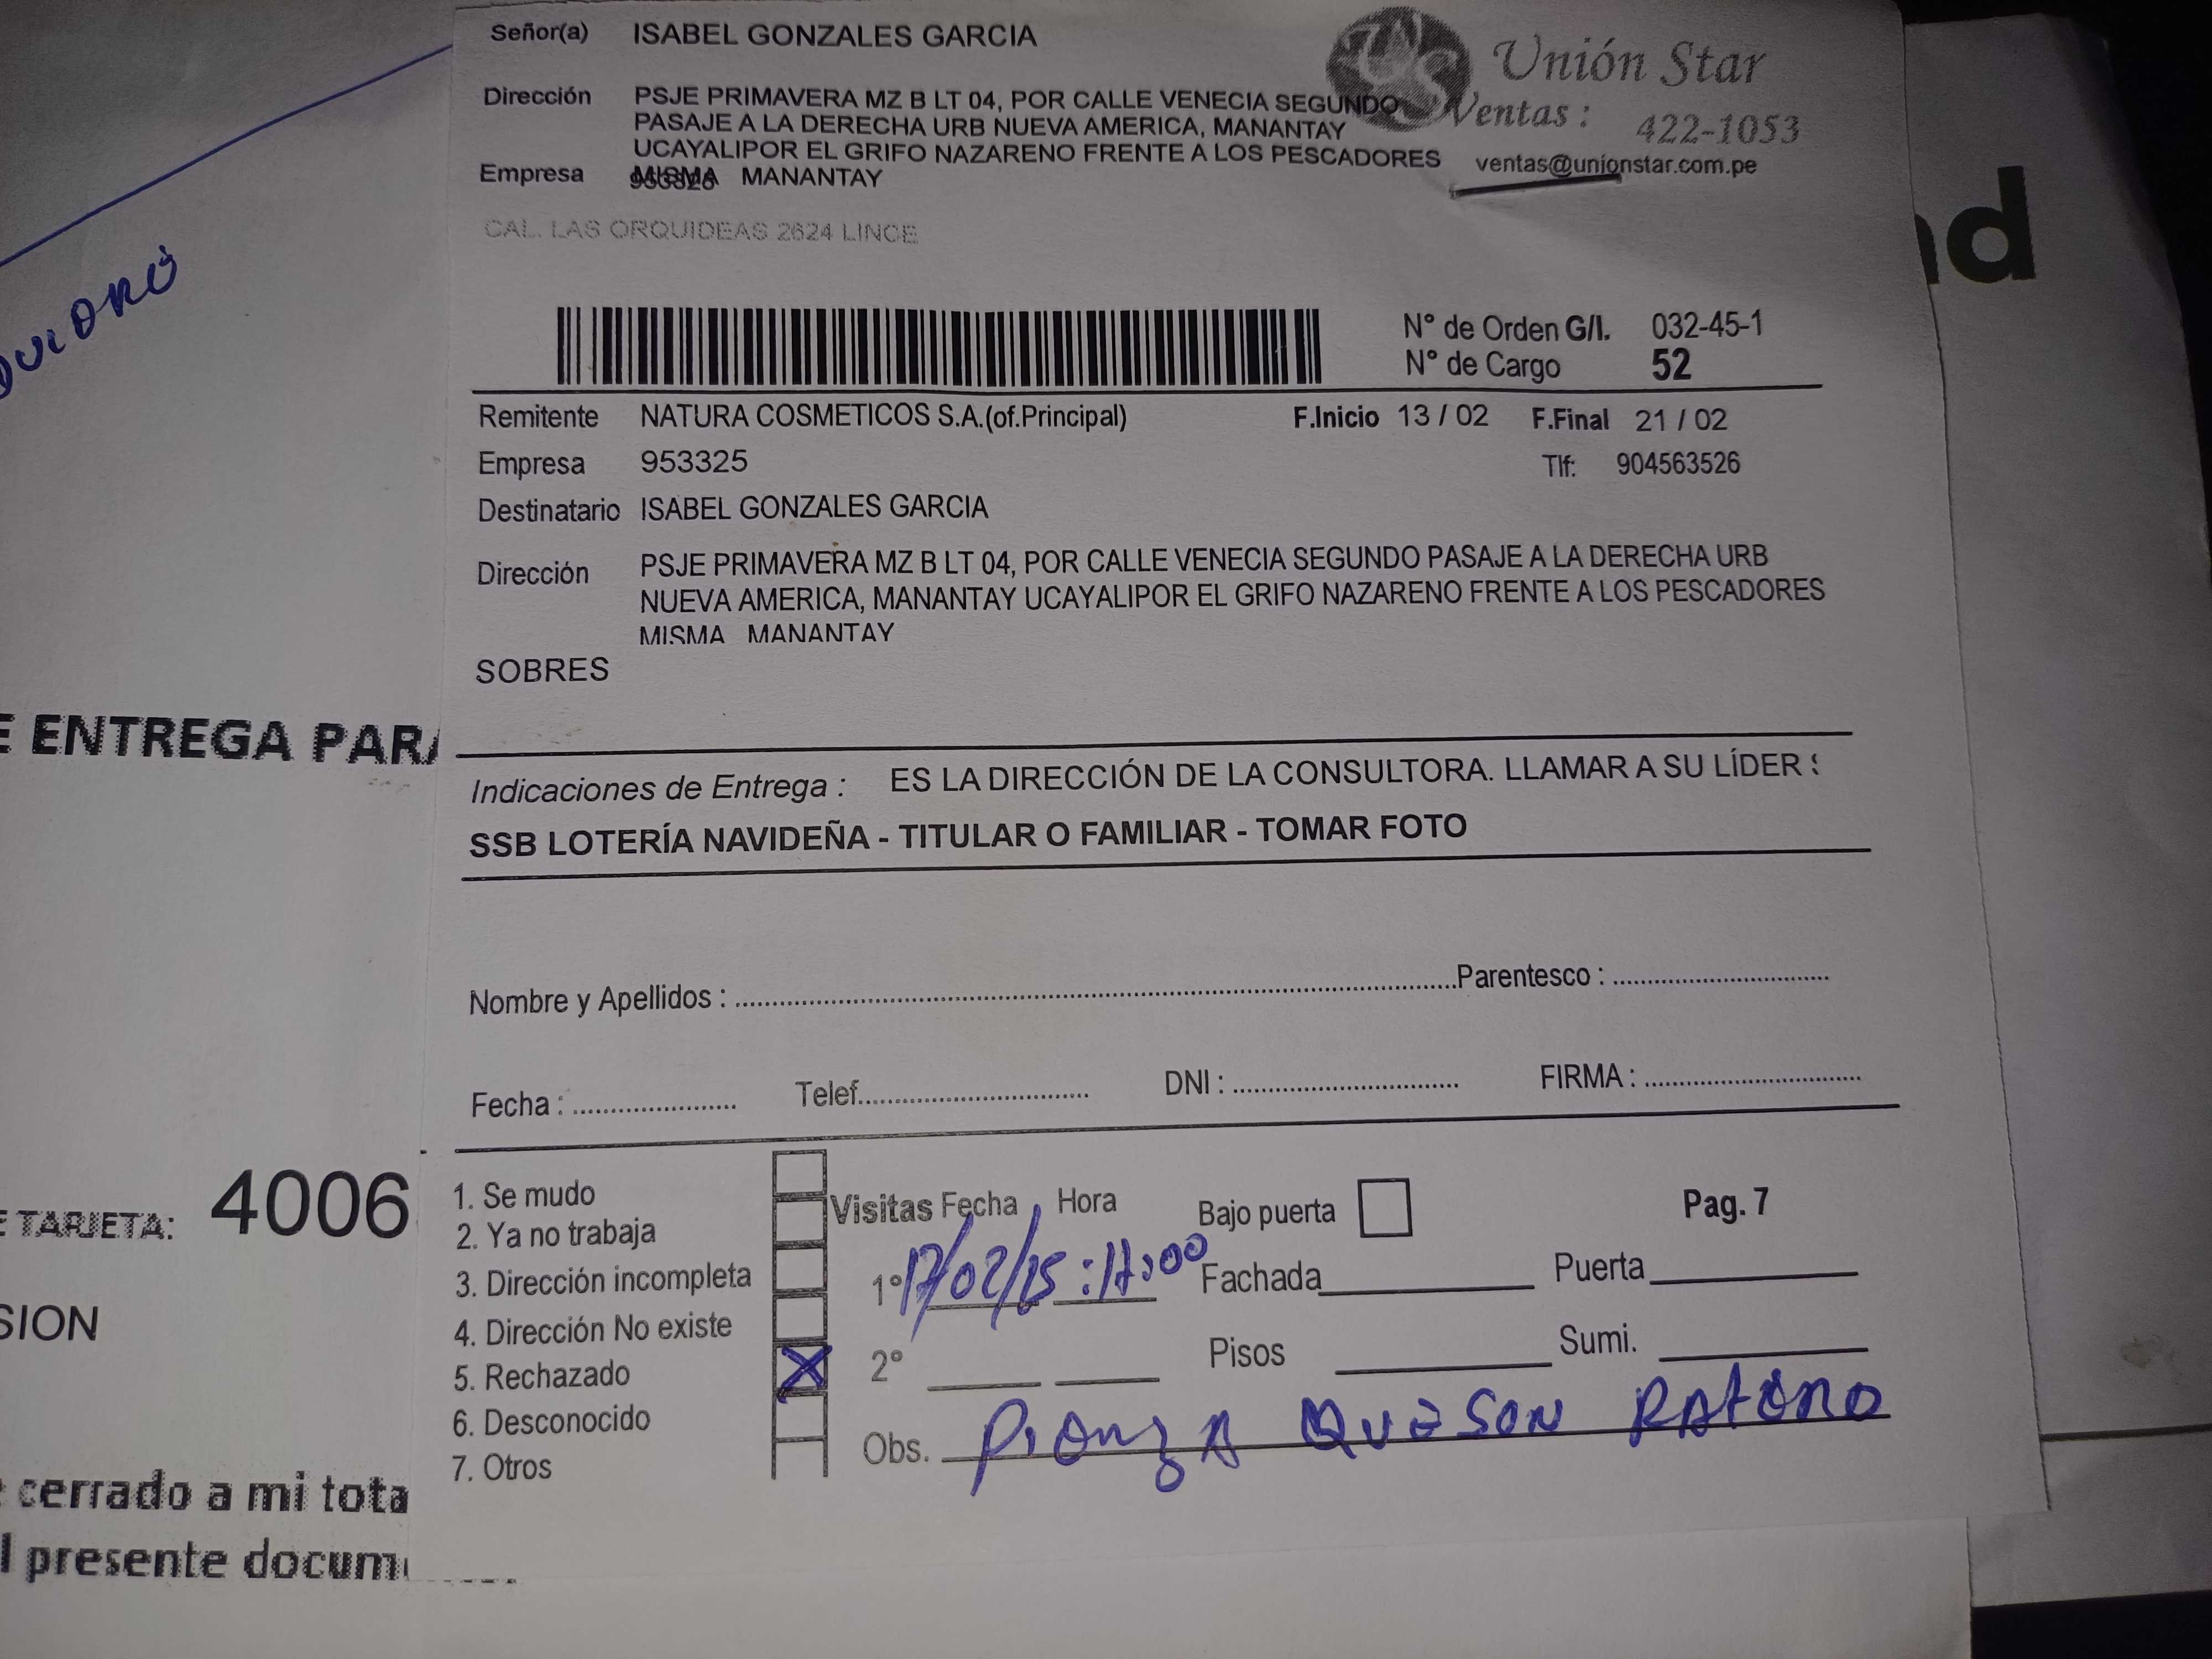 Señor(a) ISABEL GONZALES GARCIA
Unión Star
Dirección PSJE PRIMAVERA MZ B LT 04, POR CALLE VENECIA SEGUNDO
Ventas : 422-1053
PASAJE A LA DERECHA URB NUEVA AMERICA, MANANTAY
UCAYALIPOR EL GRIFO NAZARENO FRENTE A LOS PESCADORES
ventas@unionstar.com.pe
Empresa MISMA MANANTAY
CAL. LAS ORQUIDEAS 2624 LINCE
nd
N° de Orden G/I. 032-45-1
N° de Cargo 52
Remitente NATURA COSMETICOS S.A.(of.Principal) F.Inicio 13 / 02 F.Final 21 / 02
Empresa 953325 Tlf: 904563526
Destinatario ISABEL GONZALES GARCIA
Dirección PSJE PRIMAVERA MZ B LT 04, POR CALLE VENECIA SEGUNDO PASAJE A LA DERECHA URB
NUEVA AMERICA, MANANTAY UCAYALIPOR EL GRIFO NAZARENO FRENTE A LOS PESCADORES
MISMA MANANTAY
SOBRES
E ENTREGA PARA
Indicaciones de Entrega : ES LA DIRECCIÓN DE LA CONSULTORA. LLAMAR A SU LÍDER
SSB LOTERÍA NAVIDEÑA - TITULAR O FAMILIAR - TOMAR FOTO
Nombre y Apellidos : Parentesco :
Fecha : Telef. DNI : FIRMA :
E TARJETA: 4006
SION
cerrado a mi tota
l presente docum
1. Se mudo
2. Ya no trabaja
3. Dirección incompleta
4. Dirección No existe
5. Rechazado X
6. Desconocido
7. Otros
Visitas Fecha Hora Bajo puerta Pag. 7
1° 17/02/25 : 17:00 Fachada Puerta
2° Pisos Sumi.
Obs. QUE SON RATERO